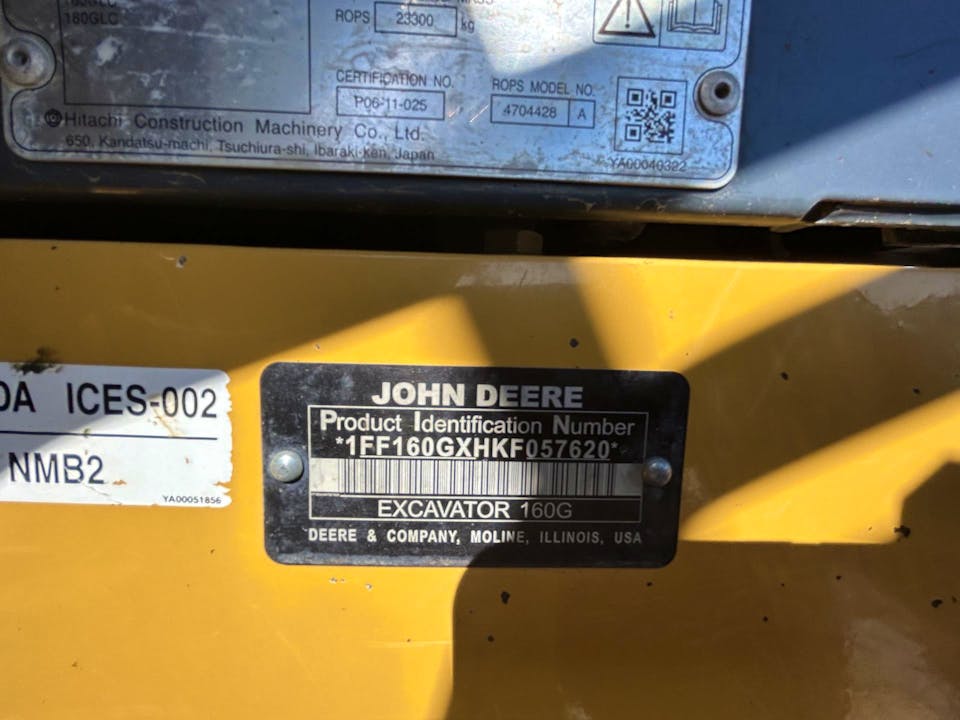 180GLC
ROPS 23300 kg
CERTIFICATION NO. ROPS MODEL NO.
P06-11-025 4704428 A
Hitachi Construction Machinery Co., Ltd.
650, Kandatsu-machi, Tsuchiura-shi, Ibaraki-ken, Japan
YA00040322
DA ICES-002
NMB2
YA00051856
JOHN DEERE
Product Identification Number
*1FF160GXHKF057620*
EXCAVATOR 160G
DEERE & COMPANY, MOLINE, ILLINOIS, USA